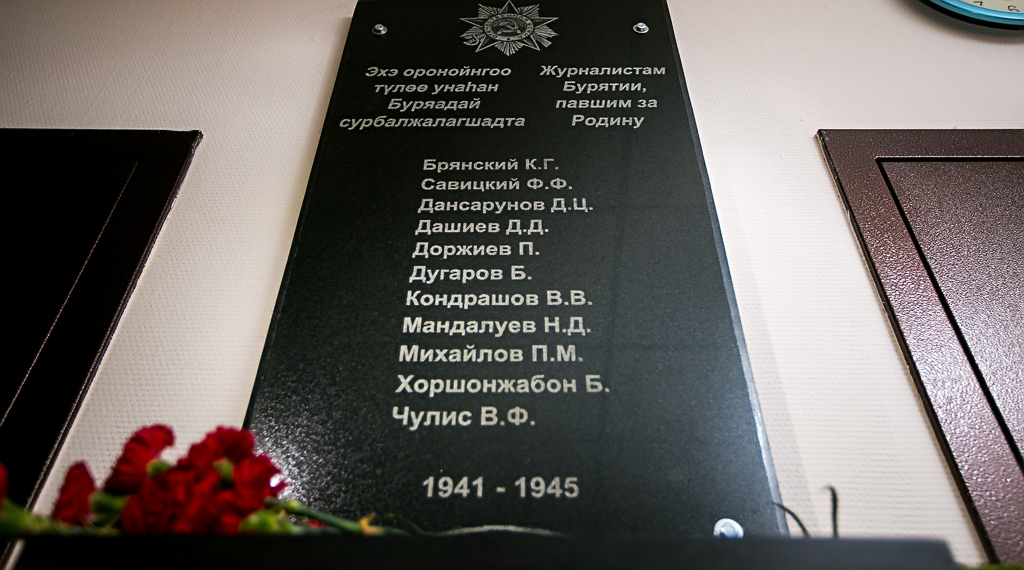 Эхэ оронойнгоо
түлөө унаһан
Буряадай
сурбалжалагшадта
Журналистам
Бурятии,
павшим за
Родину
Брянский К.Г.
Савицкий Ф.Ф.
Дансарунов Д.Ц.
Дашиев Д.Д.
Доржиев П.
Дугаров Б.
Кондрашов В.В.
Мандалуев Н.Д.
Михайлов П.М.
Хоршонжабон Б.
Чулис В.Ф.
1941 - 1945